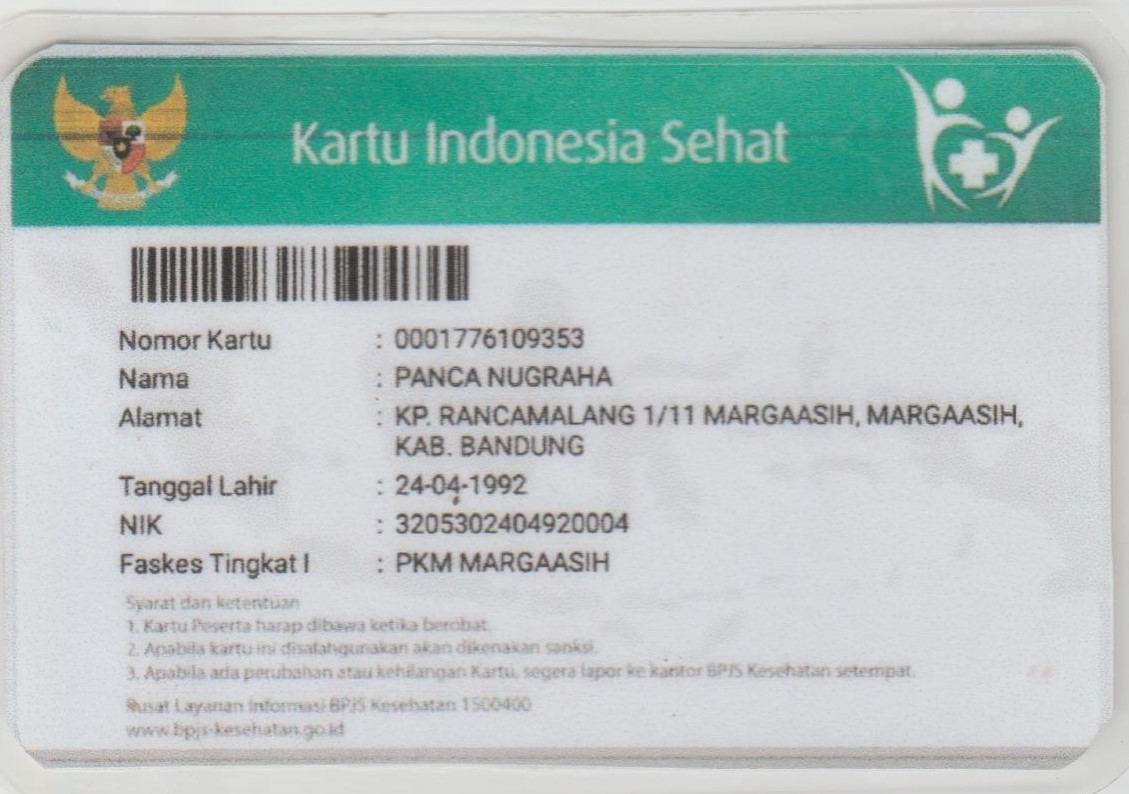 Kartu Indonesia Sehat
Nomor Kartu : 0001776109353
Nama : PANCA NUGRAHA
Alamat : KP. RANCAMALANG 1/11 MARGAASIH, MARGAASIH,
KAB. BANDUNG
Tanggal Lahir : 24-04-1992
NIK : 3205302404920004
Faskes Tingkat I : PKM MARGAASIH
Syarat dan ketentuan
1. Kartu Peserta harap dibawa ketika berobat.
2. Apabila kartu ini disalahgunakan akan dikenakan sanksi.
3. Apabila ada perubahan atau kehilangan Kartu, segera lapor ke kantor BPJS Kesehatan setempat.
Pusat Layanan Informasi BPJS Kesehatan 1500400
www.bpjs-kesehatan.go.id